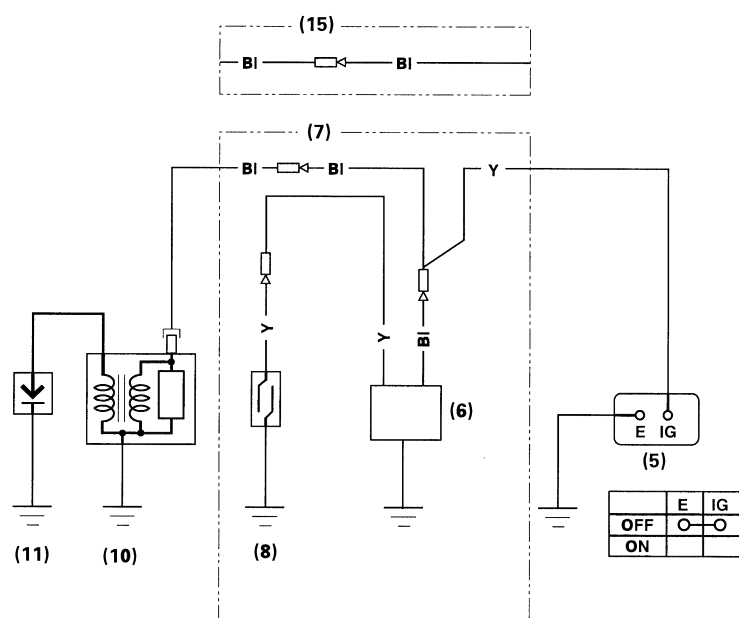 (15)
Bl Bl
(7)
Bl Bl Y
Y Y Bl
(6)
E IG
(5)
E IG
OFF
ON
(11) (10) (8)